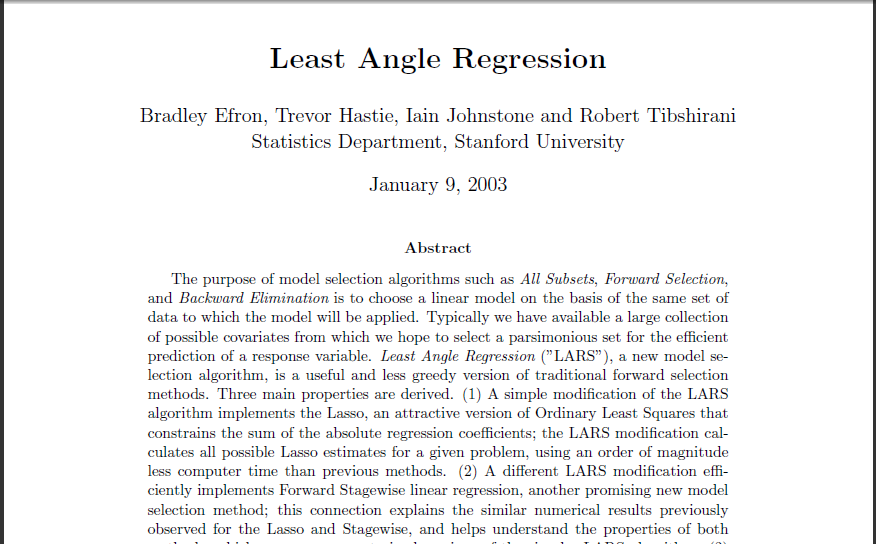 Least Angle Regression
Bradley Efron, Trevor Hastie, Iain Johnstone and Robert Tibshirani
Statistics Department, Stanford University
January 9, 2003
Abstract
The purpose of model selection algorithms such as All Subsets, Forward Selection,
and Backward Elimination is to choose a linear model on the basis of the same set of
data to which the model will be applied. Typically we have available a large collection
of possible covariates from which we hope to select a parsimonious set for the efficient
prediction of a response variable. Least Angle Regression ("LARS"), a new model se-
lection algorithm, is a useful and less greedy version of traditional forward selection
methods. Three main properties are derived. (1) A simple modification of the LARS
algorithm implements the Lasso, an attractive version of Ordinary Least Squares that
constrains the sum of the absolute regression coefficients; the LARS modification cal-
culates all possible Lasso estimates for a given problem, using an order of magnitude
less computer time than previous methods. (2) A different LARS modification effi-
ciently implements Forward Stagewise linear regression, another promising new model
selection method; this connection explains the similar numerical results previously
observed for the Lasso and Stagewise, and helps understand the properties of both